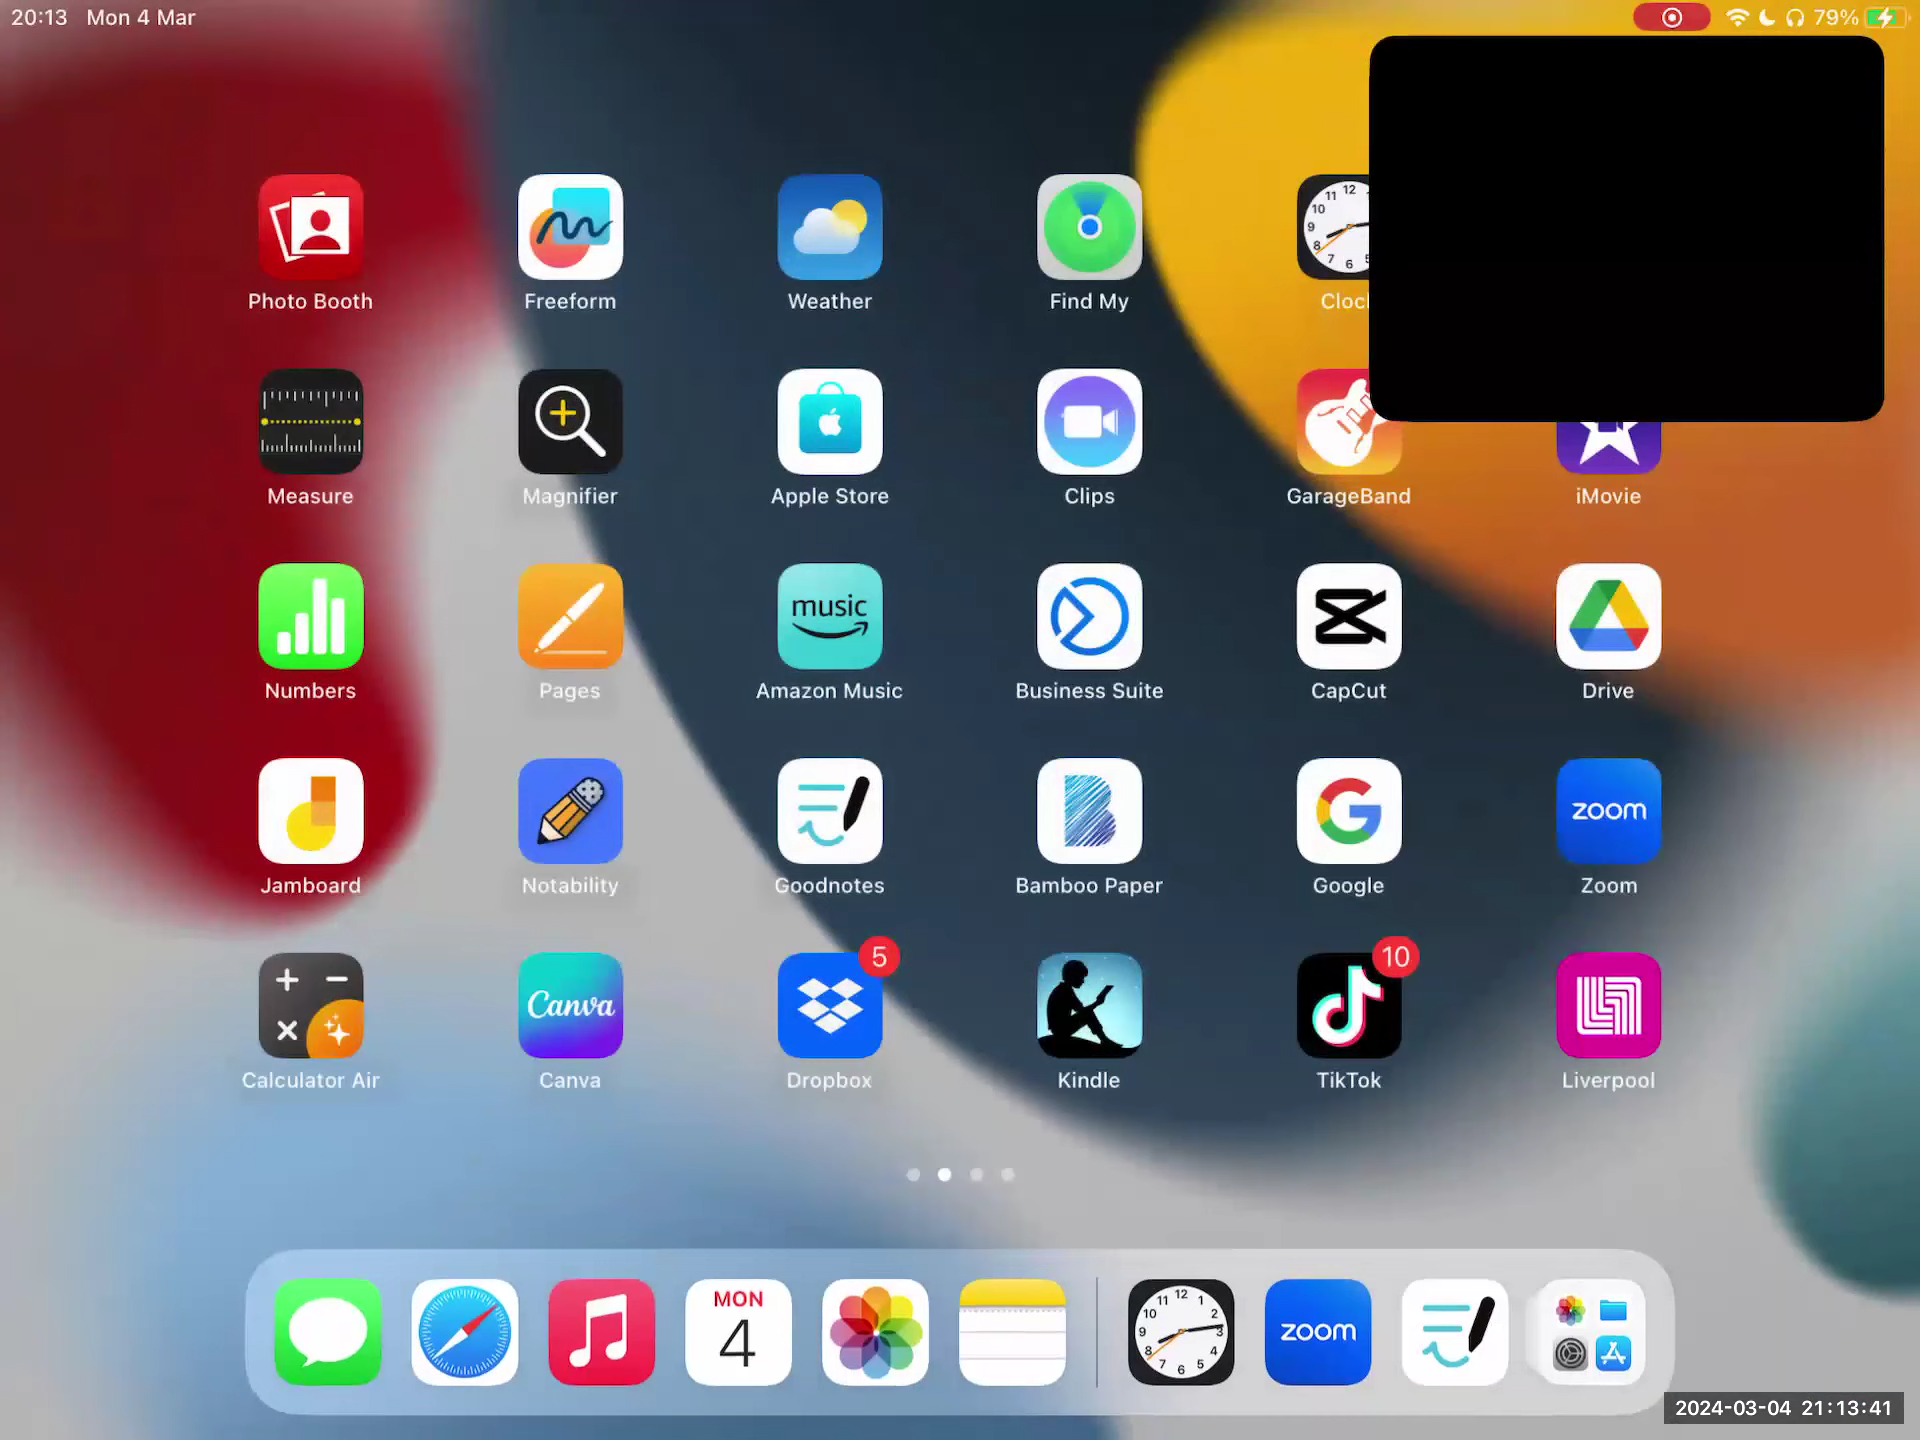 20:13 Mon 4 Mar
79%
Photo Booth
Freeform
Weather
Find My
Measure
Magnifier
Apple Store
Clips
GarageBand
iMovie
music
Numbers
Pages
Amazon Music
Business Suite
CapCut
Drive
zoom
Jamboard
Notability
Goodnotes
Bamboo Paper
Google
Zoom
5
10
Canva
Calculator Air
Canva
Dropbox
Kindle
TikTok
Liverpool
MON
4
zoom
2024-03-04 21:13:41